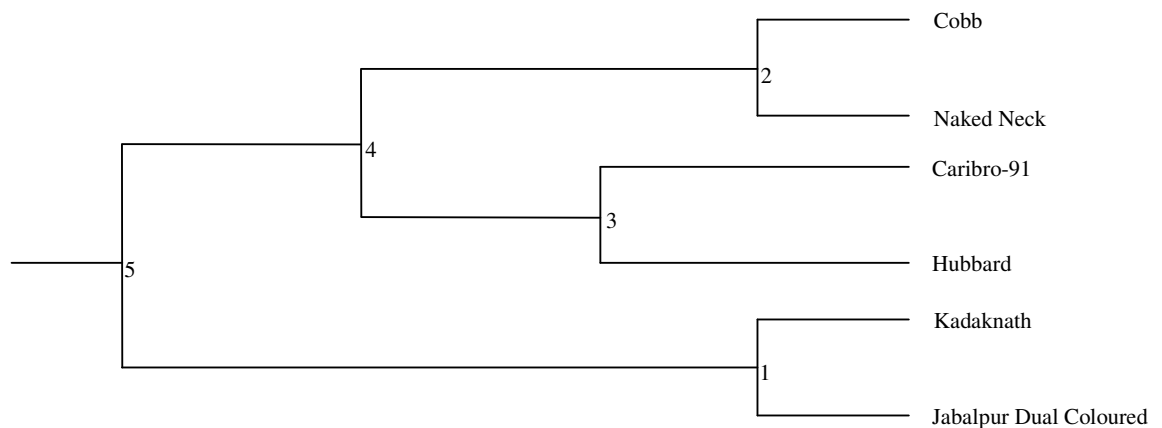 Cobb
2
Naked Neck
4
Caribro-91
3
Hubbard
5
Kadaknath
1
Jabalpur Dual Coloured